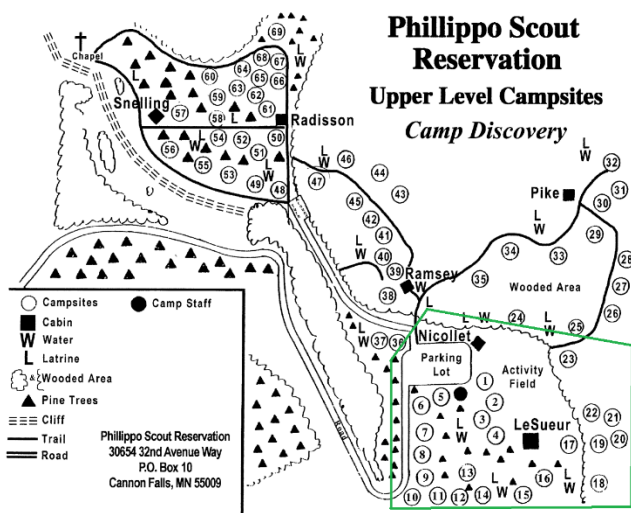 Phillippo Scout
Reservation
Upper Level Campsites
Camp Discovery
Chapel
L
Snelling
Radisson
69
68
67
64
65
66
60
63
62
59
61
57
58
L
L
W
56
L
W
54
52
50
51
55
53
L
W
49
48
L
W
47
46
44
43
45
42
41
L
W
40
39
38
Ramsey
W
L
Pike
L
W
32
31
30
29
28
27
26
34
33
L
W
35
Wooded Area
L
W
24
L
W
25
23
L
W
37
36
Nicollet
Parking
Lot
Activity
Field
1
2
3
4
5
6
7
8
9
10
11
12
13
14
15
16
17
18
19
20
21
22
L
W
LeSueur
L
W
L
W
Road
Campsites
Camp Staff
Cabin
W Water
L Latrine
& Wooded Area
Pine Trees
Cliff
Trail
Road
Phillippo Scout Reservation
30654 32nd Avenue Way
P.O. Box 10
Cannon Falls, MN 55009